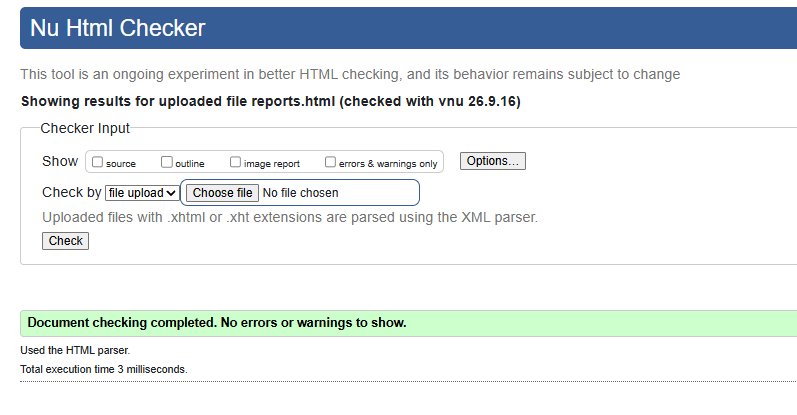 Nu Html Checker
This tool is an ongoing experiment in better HTML checking, and its behavior remains subject to change
Showing results for uploaded file reports.html (checked with vnu 26.9.16)
Checker Input
Show source outline image report errors & warnings only Options...
Check by file upload Choose file No file chosen
Uploaded files with .xhtml or .xht extensions are parsed using the XML parser.
Check
Document checking completed. No errors or warnings to show.
Used the HTML parser.
Total execution time 3 milliseconds.